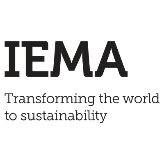 IEMA
Transforming the world
to sustainability